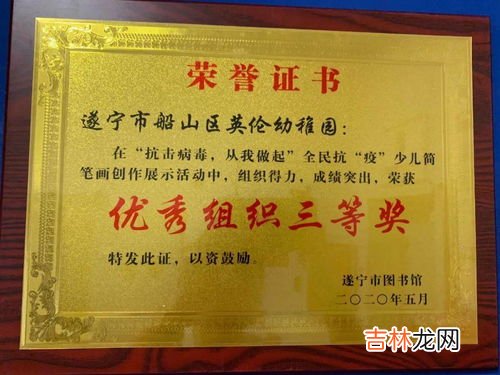 荣誉证书
遂宁市船山区英伦幼稚园：
在“抗击病毒，从我做起”全民抗“疫”少儿简
笔画创作展示活动中，组织得力，成绩突出，荣获
优秀组织三等奖
特发此证，以资鼓励。
遂宁市图书馆
二〇二〇年五月
吉林龙网